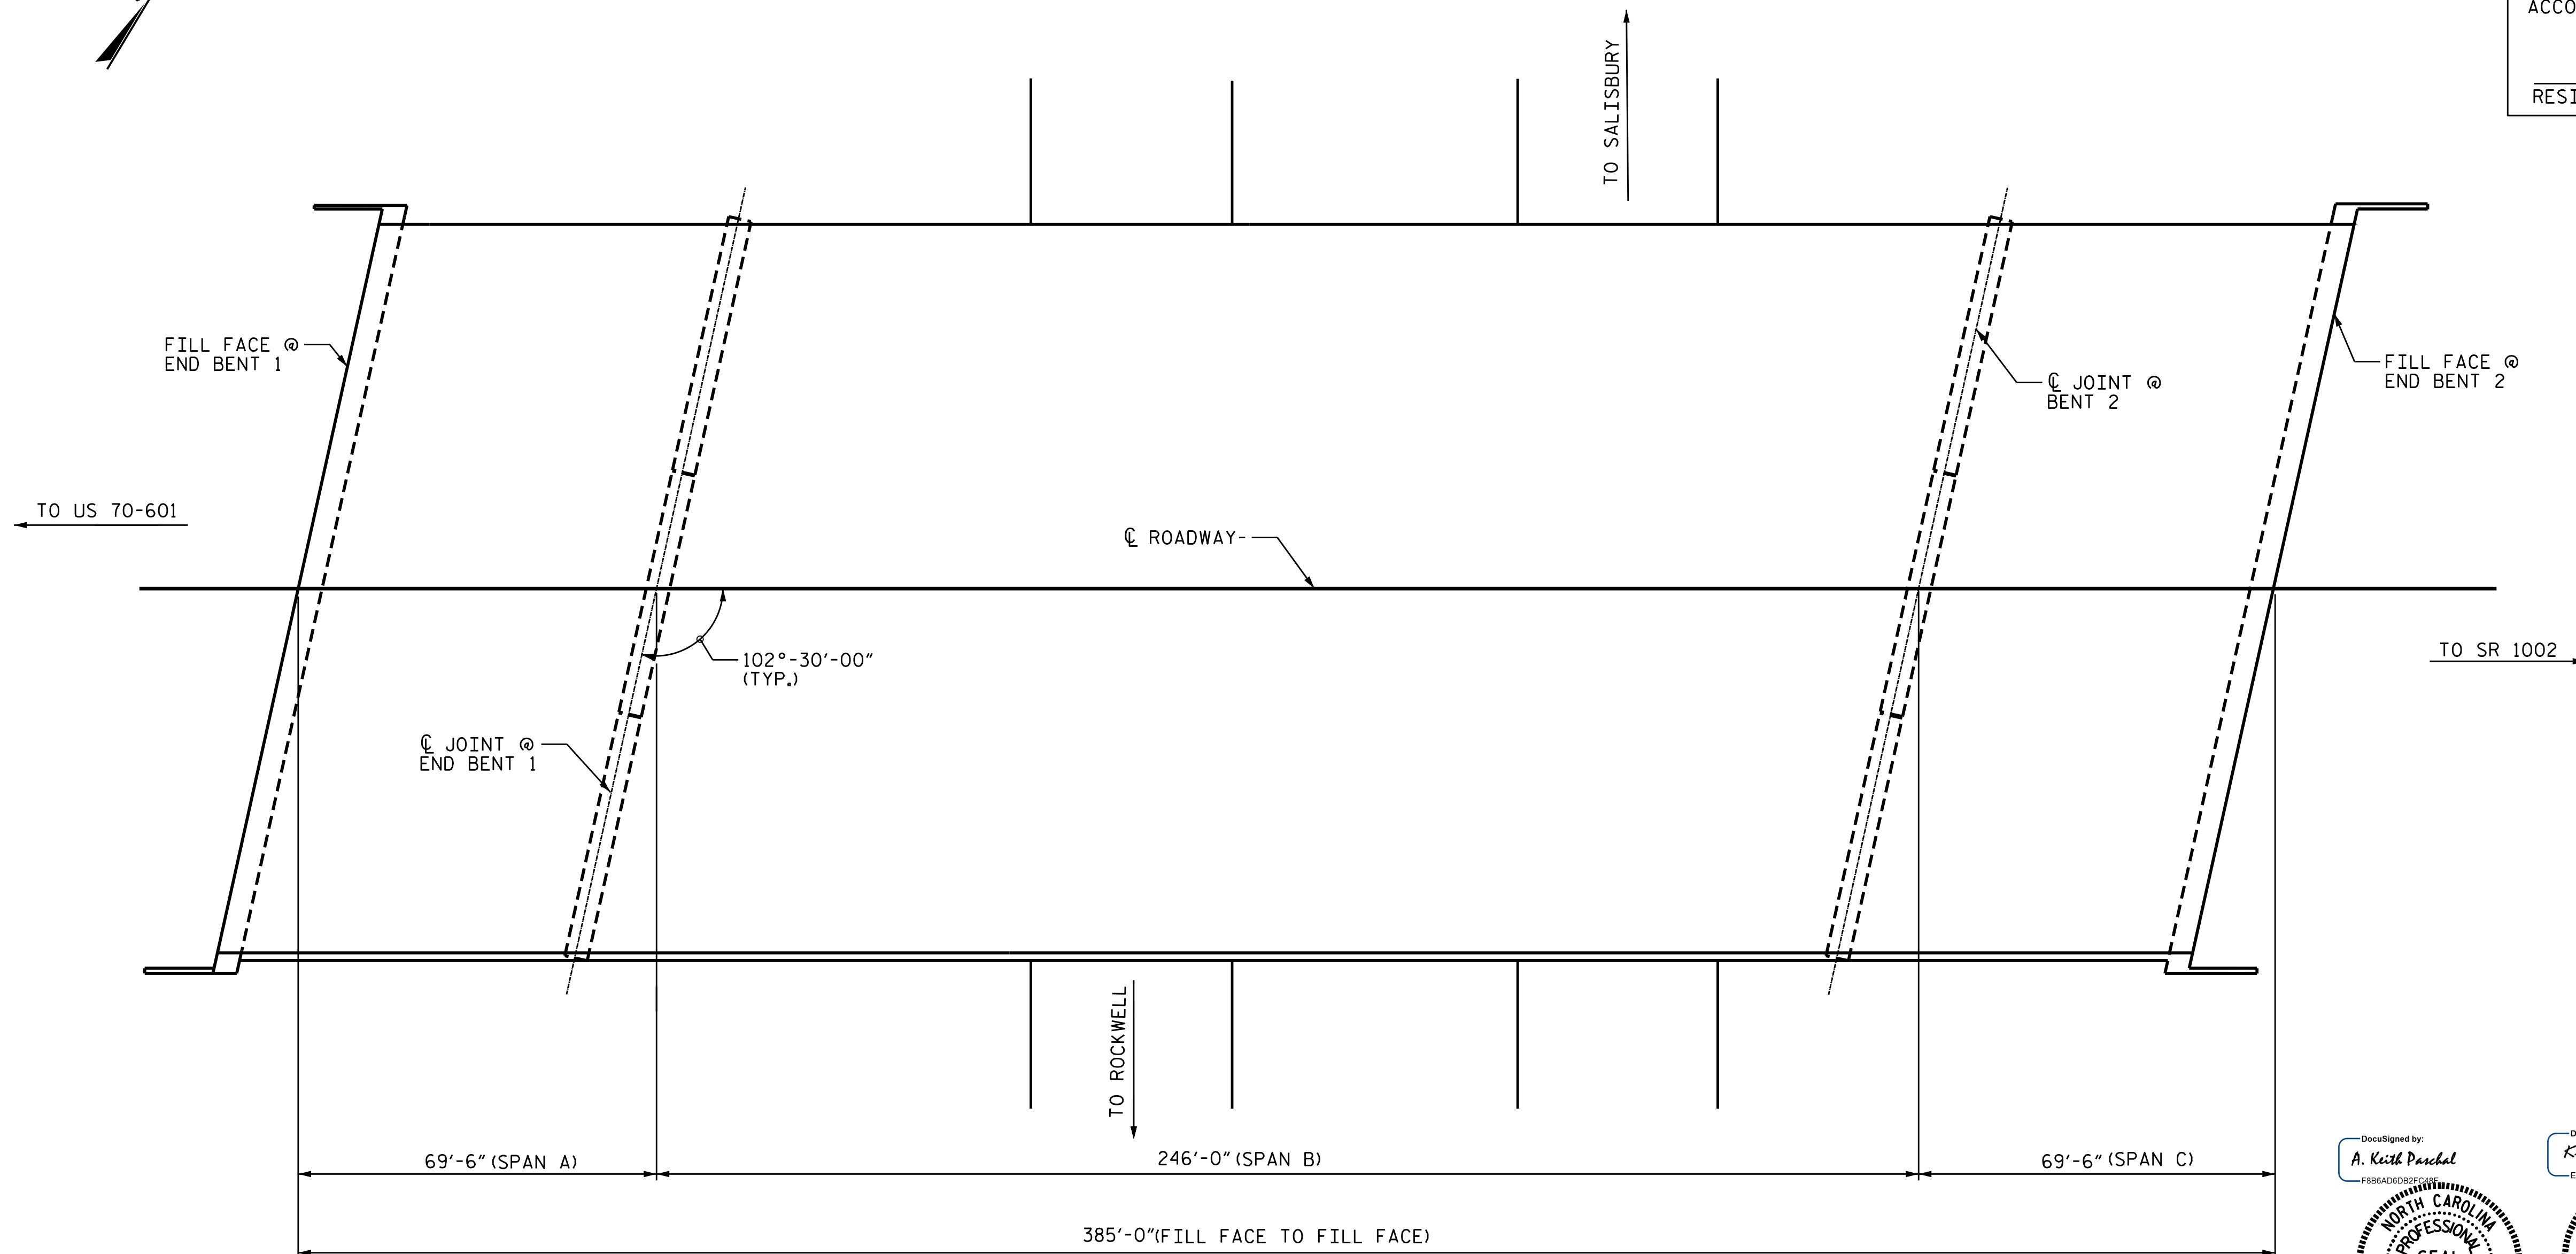 ACCO
RESI
TO SALISBURY
FILL FACE @
END BENT 1
℄ JOINT @
BENT 2
FILL FACE @
END BENT 2
TO US 70-601
℄ ROADWAY-
102°-30'-00"
(TYP.)
TO SR 1002
℄ JOINT @
END BENT 1
TO ROCKWELL
69'-6" (SPAN A)
246'-0" (SPAN B)
69'-6" (SPAN C)
385'-0" (FILL FACE TO FILL FACE)
DocuSigned by:
A. Keith Paschal
F8B6AD6DB2FC48F
NORTH CAROLINA
PROFESSIONAL
SEAL